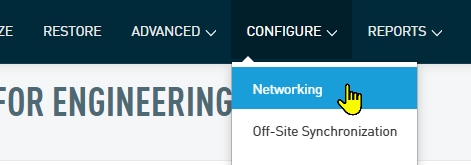 ZE RESTORE ADVANCED CONFIGURE REPORTS
FOR ENGINEERING
Networking
Off-Site Synchronization